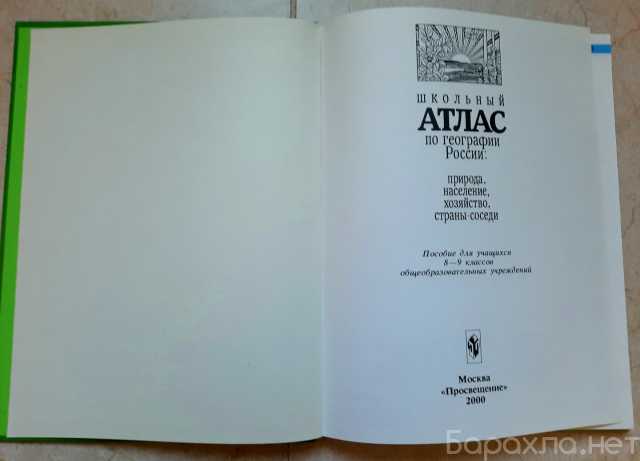 ШКОЛЬНЫЙ
АТЛАС
по географии
России:
природа,
население,
хозяйство,
страны-соседи
Пособие для учащихся
8—9 классов
общеобразовательных учреждений
Москва
«Просвещение»
2000
Барахла.нет